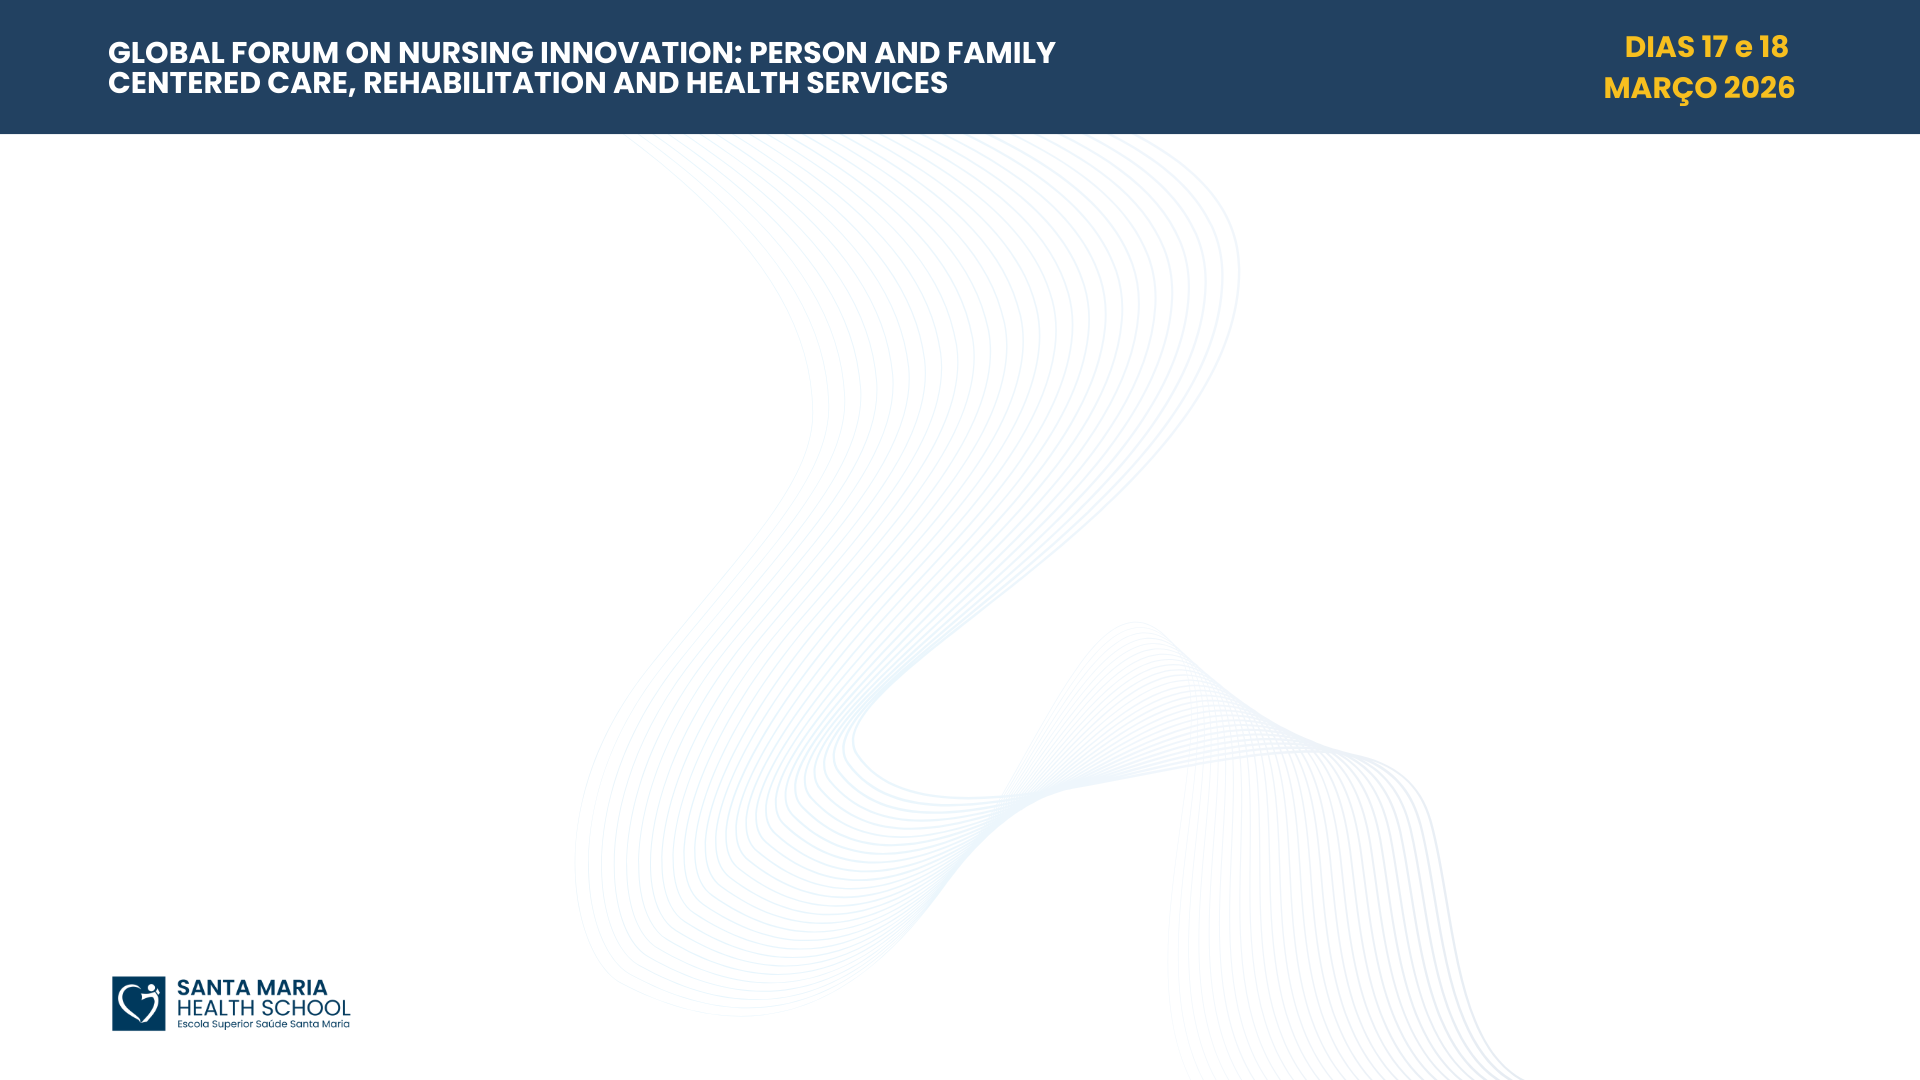 GLOBAL FORUM ON NURSING INNOVATION: PERSON AND FAMILY
CENTERED CARE, REHABILITATION AND HEALTH SERVICES
DIAS 17 e 18
MARÇO 2026
SANTA MARIA
HEALTH SCHOOL
Escola Superior Saúde Santa Maria